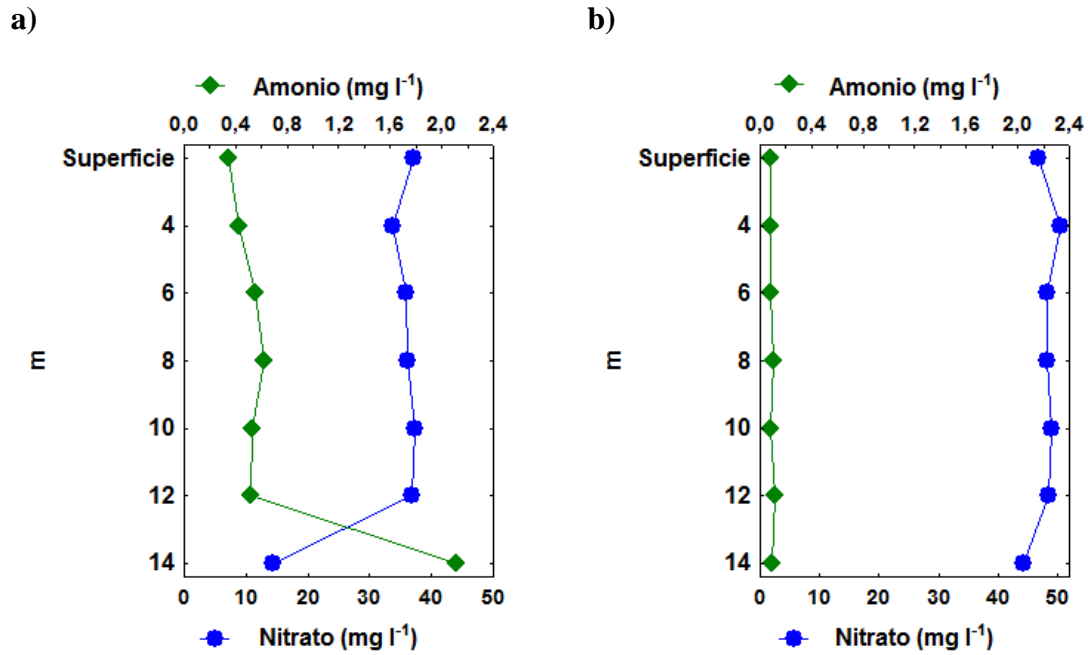 a)
Amonio (mg l⁻¹)
0,0 0,4 0,8 1,2 1,6 2,0 2,4
Superficie
4
6
8
10
12
14
m
0 10 20 30 40 50
Nitrato (mg l⁻¹)
b)
Amonio (mg l⁻¹)
0,0 0,4 0,8 1,2 1,6 2,0 2,4
Superficie
4
6
8
10
12
14
m
0 10 20 30 40 50
Nitrato (mg l⁻¹)